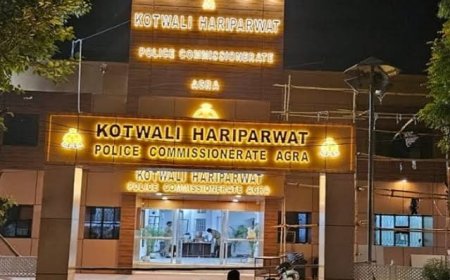 KOTWALI HARIPARWAT
POLICE COMMISSIONERATE
AGRA
KOTWALI HARIPARWAT
POLICE COMMISSIONERATE AGRA
KOTWALI HARIPARWAT
POLICE COMMISSIONERATE AGRA